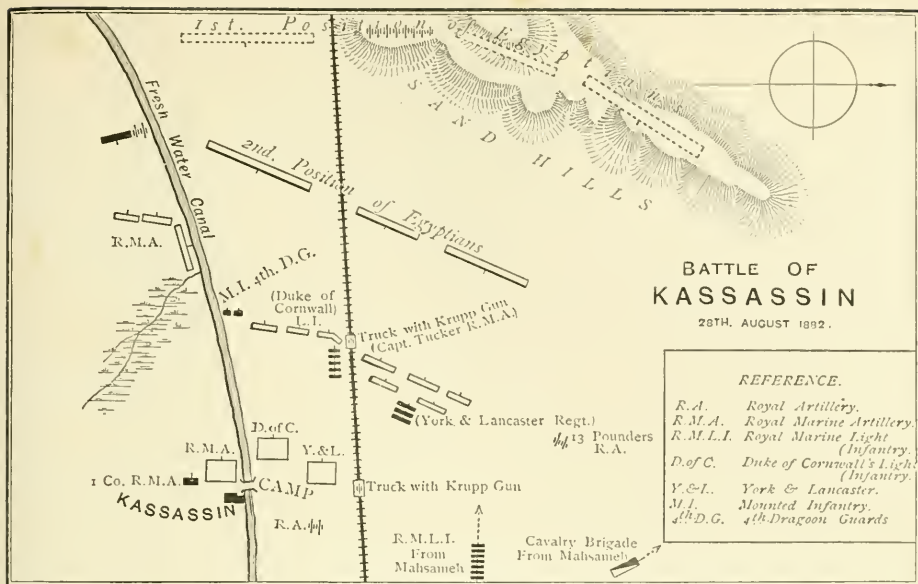 1st. Position
Egyptians
SAND HILLS
Fresh Water Canal
2nd. Position
of Egyptians
R.M.A.
M.I. 4th. D.G.
(Duke of
Cornwall)
L.I.
Truck with Krupp Gun
(Capt. Tucker R.M.A.)
(York & Lancaster Regt.)
13 Pounders
R.A.
D.of C.
R.M.A.
Y.&L.
1 Co. R.M.A.
CAMP
KASSASSIN
Truck with Krupp Gun
R.A.
R.M.L.I.
From
Mahsameh
Cavalry Brigade
From Mahsameh
BATTLE OF
KASSASSIN
28TH. AUGUST 1882.
REFERENCE.
R.A. Royal Artillery.
R.M.A. Royal Marine Artillery.
R.M.L.I. Royal Marine Light
(Infantry.
D.of C. Duke of Cornwall's Light
(Infantry.
Y.&L. York & Lancaster.
M.I. Mounted Infantry.
4th.D.G. 4th.Dragoon Guards